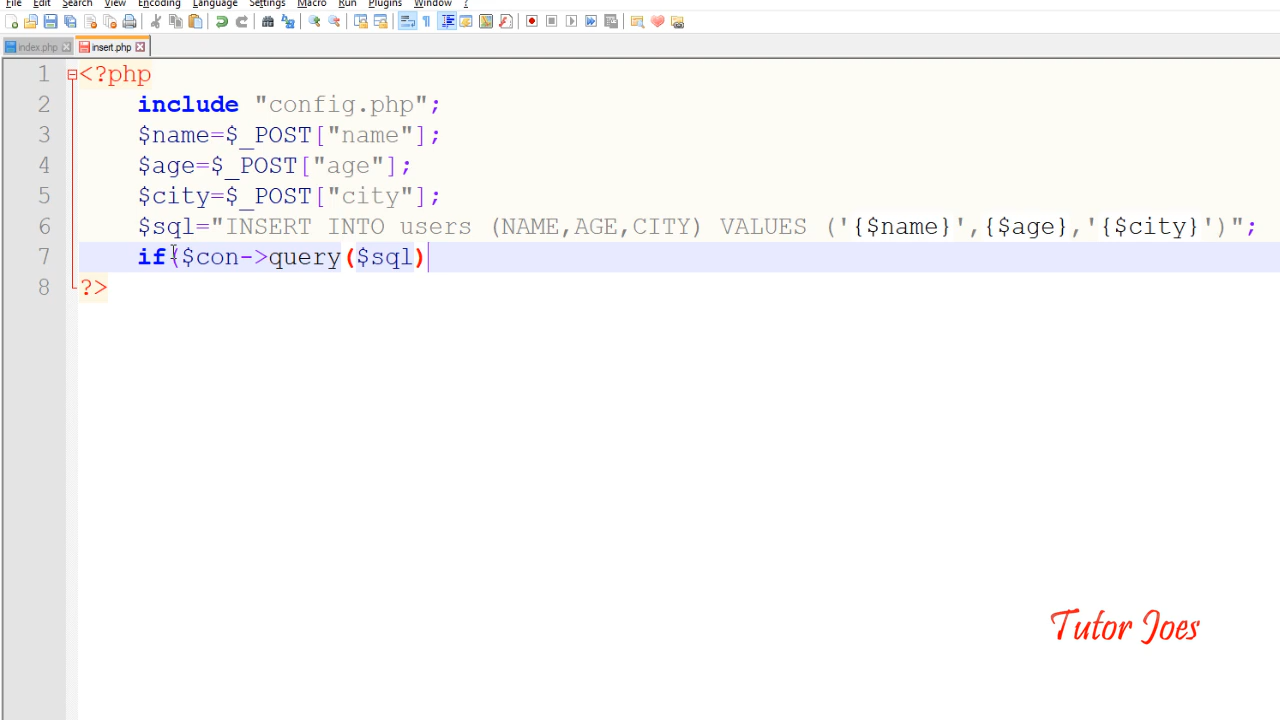 File Edit Search View Encoding Language Settings Macro Run Plugins Window ?
index.php insert.php
1 <?php
2 include "config.php";
3 $name=$_POST["name"];
4 $age=$_POST["age"];
5 $city=$_POST["city"];
6 $sql="INSERT INTO users (NAME,AGE,CITY) VALUES ('{$name}',{$age},'{$city}')";
7 if($con->query($sql)
8 ?>
Tutor Joes